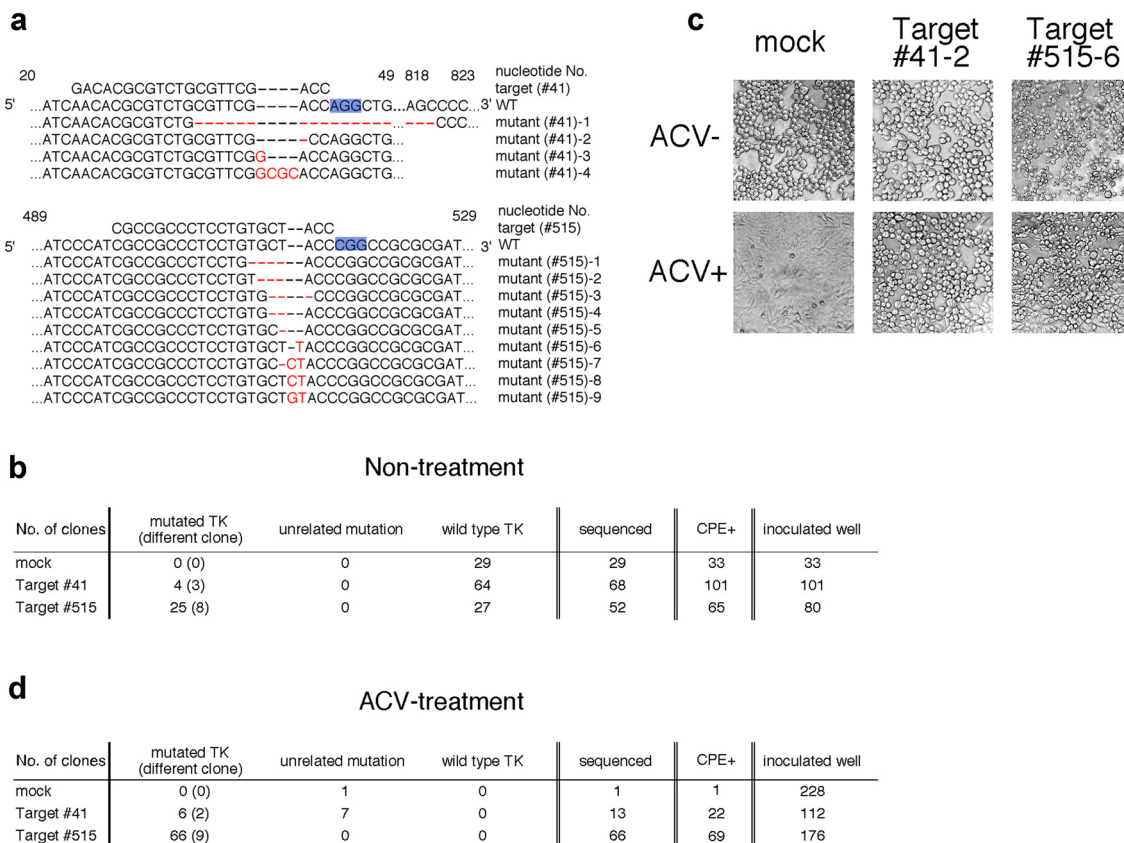 a
20 49 818 823 nucleotide No.
GACACGCGTCTGCGTTCG----ACC target (#41)
5' ...ATCAACACGCGTCTGCGTTCG----ACCAGGCTG...AGCCCC...3' WT
...ATCAACACGCGTCTG-------------------...---CCC... mutant (#41)-1
...ATCAACACGCGTCTGCGTTCG-----CCAGGCTG... mutant (#41)-2
...ATCAACACGCGTCTGCGTTCGG---ACCAGGCTG... mutant (#41)-3
...ATCAACACGCGTCTGCGTTCGGCGCACCAGGCTG... mutant (#41)-4
489 529 nucleotide No.
CGCCGCCCTCCTGTGCT--ACC target (#515)
5' ...ATCCCATCGCCGCCCTCCTGTGCT--ACCCGGCCGCGCGAT... 3' WT
...ATCCCATCGCCGCCCTCCTG------ACCCGGCCGCGCGAT... mutant (#515)-1
...ATCCCATCGCCGCCCTCCTGT-----ACCCGGCCGCGCGAT... mutant (#515)-2
...ATCCCATCGCCGCCCTCCTGTG-----CCCGGCCGCGCGAT... mutant (#515)-3
...ATCCCATCGCCGCCCTCCTGTG----ACCCGGCCGCGCGAT... mutant (#515)-4
...ATCCCATCGCCGCCCTCCTGTGC---ACCCGGCCGCGCGAT... mutant (#515)-5
...ATCCCATCGCCGCCCTCCTGTGCT-TACCCGGCCGCGCGAT... mutant (#515)-6
...ATCCCATCGCCGCCCTCCTGTGC-CTACCCGGCCGCGCGAT... mutant (#515)-7
...ATCCCATCGCCGCCCTCCTGTGCTCTACCCGGCCGCGCGAT... mutant (#515)-8
...ATCCCATCGCCGCCCTCCTGTGCTGTACCCGGCCGCGCGAT... mutant (#515)-9
c
mock Target #41-2 Target #515-6
ACV-
ACV+
b
Non-treatment
No. of clones mutated TK (different clone) unrelated mutation wild type TK sequenced CPE+ inoculated well
mock 0 (0) 0 29 29 33 33
Target #41 4 (3) 0 64 68 101 101
Target #515 25 (8) 0 27 52 65 80
d
ACV-treatment
No. of clones mutated TK (different clone) unrelated mutation wild type TK sequenced CPE+ inoculated well
mock 0 (0) 1 0 1 1 228
Target #41 6 (2) 7 0 13 22 112
Target #515 66 (9) 0 0 66 69 176